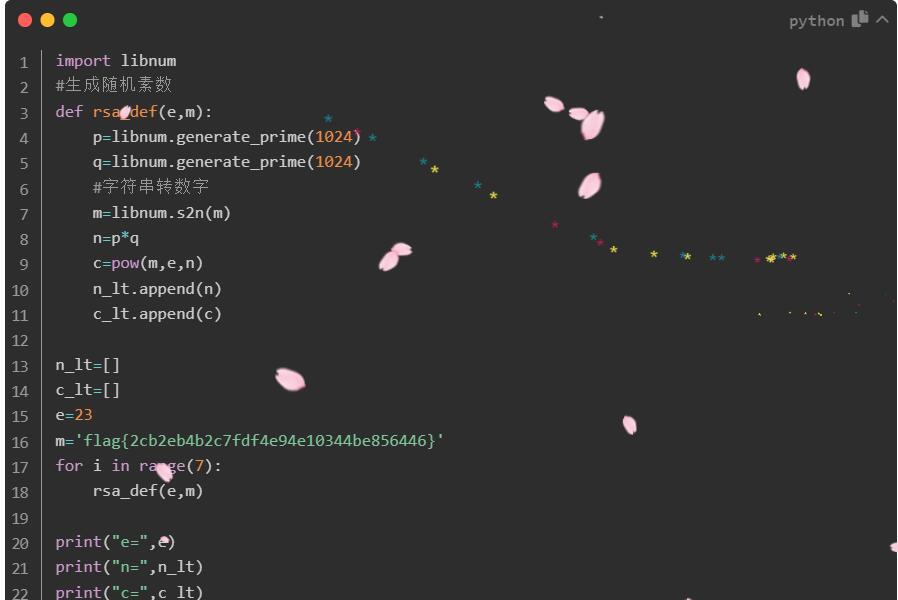 python
1 import libnum
2 #生成随机素数
3 def rsa_def(e,m):
4 p=libnum.generate_prime(1024)
5 q=libnum.generate_prime(1024)
6 #字符串转数字
7 m=libnum.s2n(m)
8 n=p*q
9 c=pow(m,e,n)
10 n_lt.append(n)
11 c_lt.append(c)
12
13 n_lt=[]
14 c_lt=[]
15 e=23
16 m='flag{2cb2eb4b2c7fdf4e94e10344be856446}'
17 for i in range(7):
18 rsa_def(e,m)
19
20 print("e=",e)
21 print("n=",n_lt)
22 print("c=",c_lt)